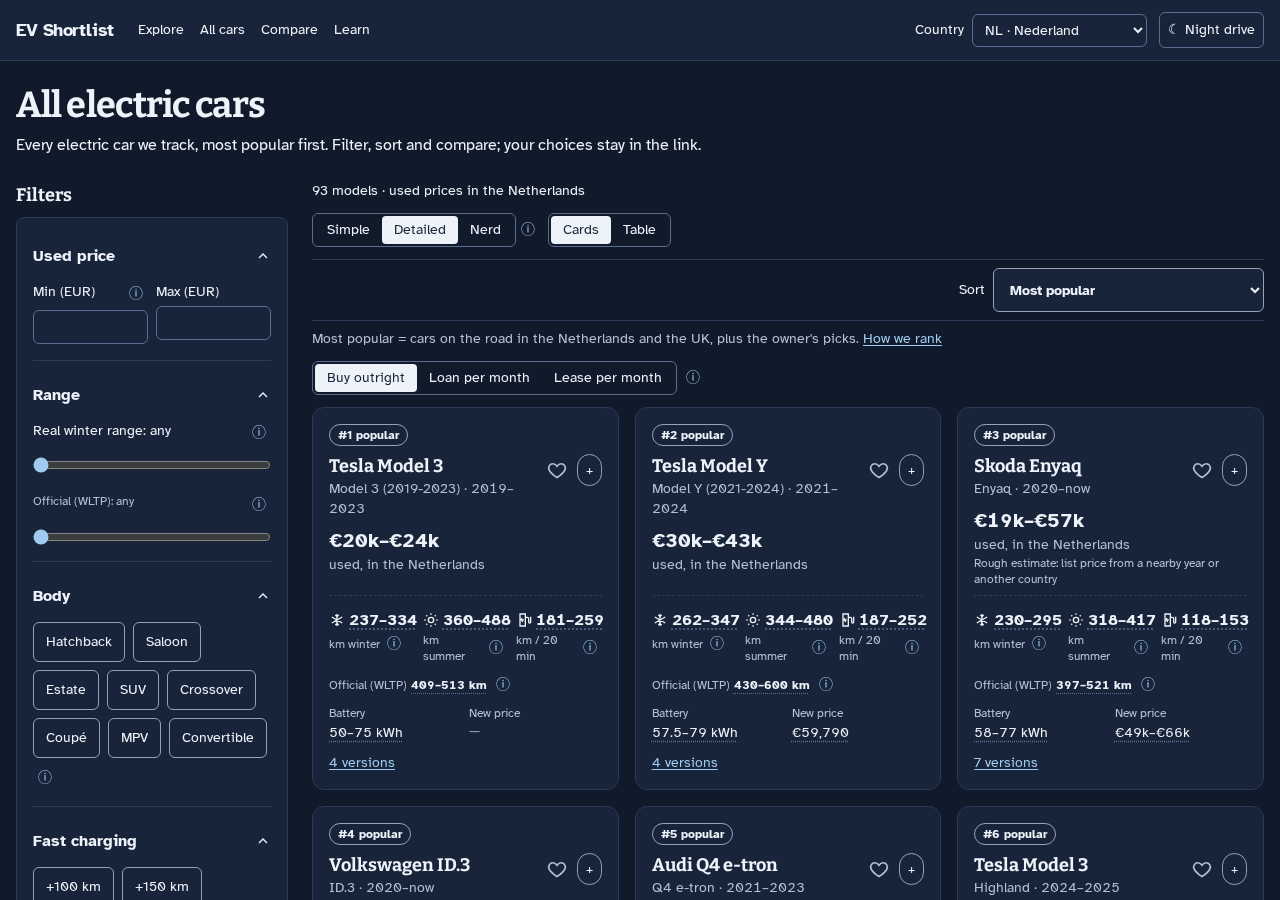 EV Shortlist Explore All cars Compare Learn Country NL · Nederland ☾ Night drive
All electric cars
Every electric car we track, most popular first. Filter, sort and compare; your choices stay in the link.
Filters
Used price
Min (EUR) ⓘ Max (EUR)
Range
Real winter range: any ⓘ
Official (WLTP): any ⓘ
Body
Hatchback Saloon
Estate SUV Crossover
Coupé MPV Convertible
ⓘ
Fast charging
+100 km +150 km
93 models · used prices in the Netherlands
Simple Detailed Nerd ⓘ Cards Table
Sort Most popular
Most popular = cars on the road in the Netherlands and the UK, plus the owner's picks. How we rank
Buy outright Loan per month Lease per month ⓘ
#1 popular
Tesla Model 3 +
Model 3 (2019-2023) · 2019–
2023
€20k–€24k
used, in the Netherlands
237–334 360–488 181–259
km winter ⓘ km summer ⓘ km / 20 min ⓘ
Official (WLTP) 409–513 km ⓘ
Battery New price
50–75 kWh —
4 versions
#2 popular
Tesla Model Y +
Model Y (2021-2024) · 2021–
2024
€30k–€43k
used, in the Netherlands
262–347 344–480 187–252
km winter ⓘ km summer ⓘ km / 20 min ⓘ
Official (WLTP) 430–600 km ⓘ
Battery New price
57.5–79 kWh €59,790
4 versions
#3 popular
Skoda Enyaq +
Enyaq · 2020–now
€19k–€57k
used, in the Netherlands
Rough estimate: list price from a nearby year or
another country
230–295 318–417 118–153
km winter ⓘ km summer ⓘ km / 20 min ⓘ
Official (WLTP) 397–521 km ⓘ
Battery New price
58–77 kWh €49k–€66k
7 versions
#4 popular
Volkswagen ID.3 +
ID.3 · 2020–now
#5 popular
Audi Q4 e-tron +
Q4 e-tron · 2021–2023
#6 popular
Tesla Model 3 +
Highland · 2024–2025